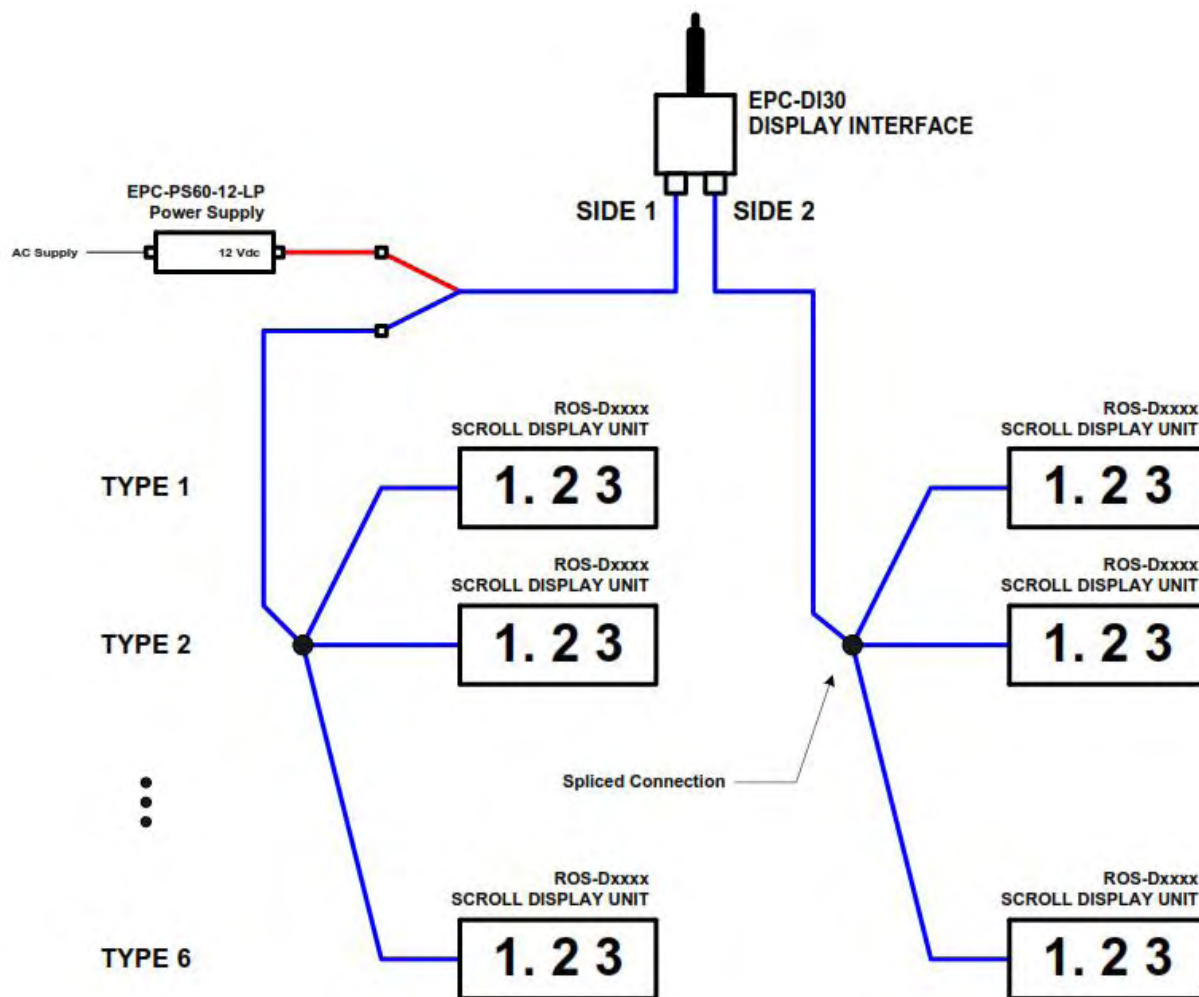 EPC-DI30
DISPLAY INTERFACE
EPC-PS60-12-LP
Power Supply
SIDE 1
SIDE 2
AC Supply
12 Vdc
ROS-Dxxxx
SCROLL DISPLAY UNIT
ROS-Dxxxx
SCROLL DISPLAY UNIT
TYPE 1
1. 2 3
1. 2 3
ROS-Dxxxx
SCROLL DISPLAY UNIT
ROS-Dxxxx
SCROLL DISPLAY UNIT
TYPE 2
1. 2 3
1. 2 3
Spliced Connection
ROS-Dxxxx
SCROLL DISPLAY UNIT
ROS-Dxxxx
SCROLL DISPLAY UNIT
TYPE 6
1. 2 3
1. 2 3